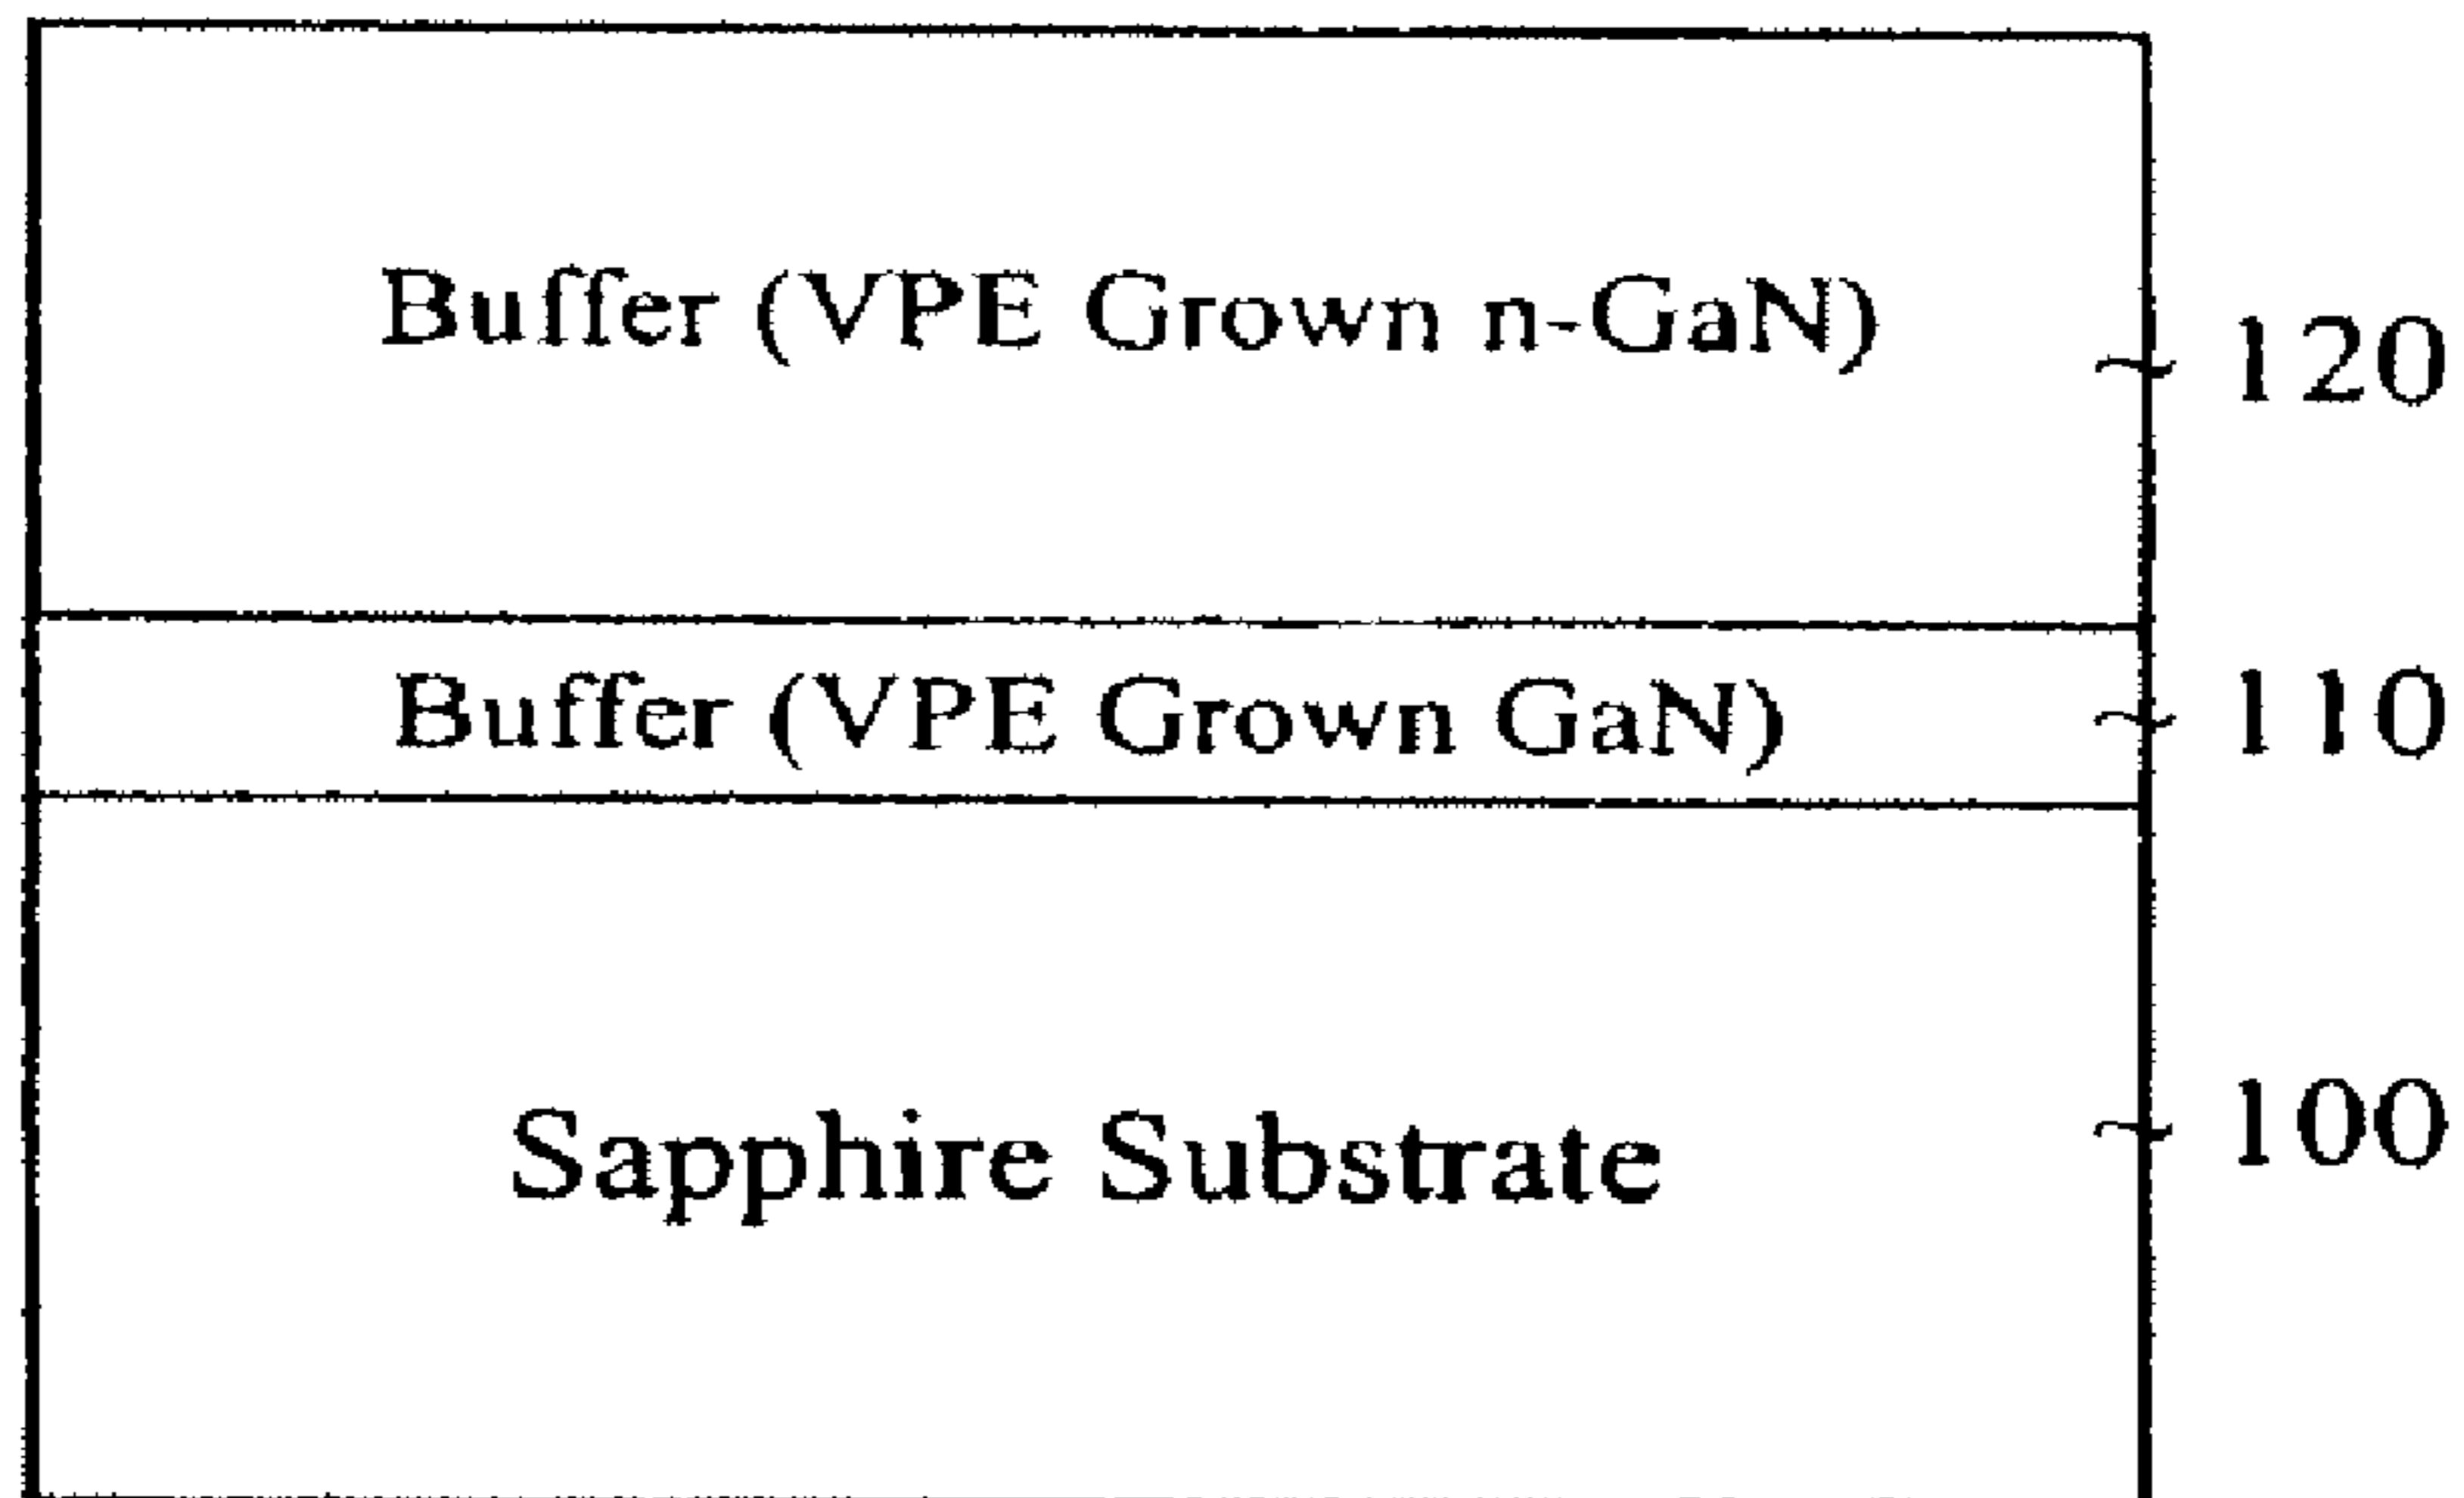 Buffer (VPE Grown n-GaN)
120
Buffer (VPE Grown GaN)
110
Sapphire Substrate
100